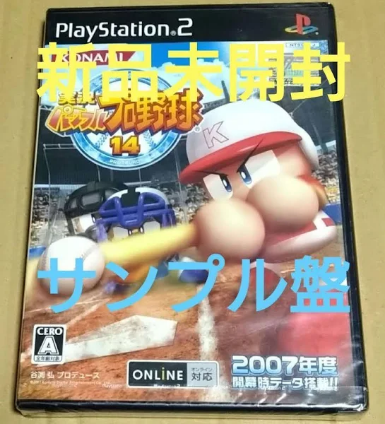 PlayStation®2
KONAMI
新品未開封
実況
パワフルプロ野球
14
K
サンプル盤
CERO
A
全年齢対象
谷渕 弘 プロデュース
ONLiNE オンライン対応
2007年度
開幕時データ搭載!!